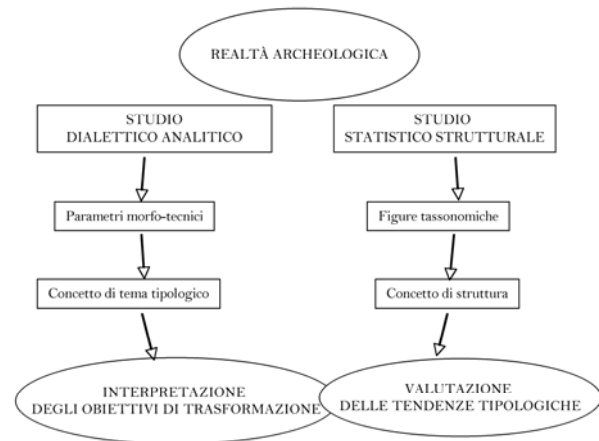 REALTÀ ARCHEOLOGICA
STUDIO
DIALETTICO ANALITICO
STUDIO
STATISTICO STRUTTURALE
Parametri morfo-tecnici
Figure tassonomiche
Concetto di tema tipologico
Concetto di struttura
INTERPRETAZIONE
DEGLI OBIETTIVI DI TRASFORMAZIONE
VALUTAZIONE
DELLE TENDENZE TIPOLOGICHE